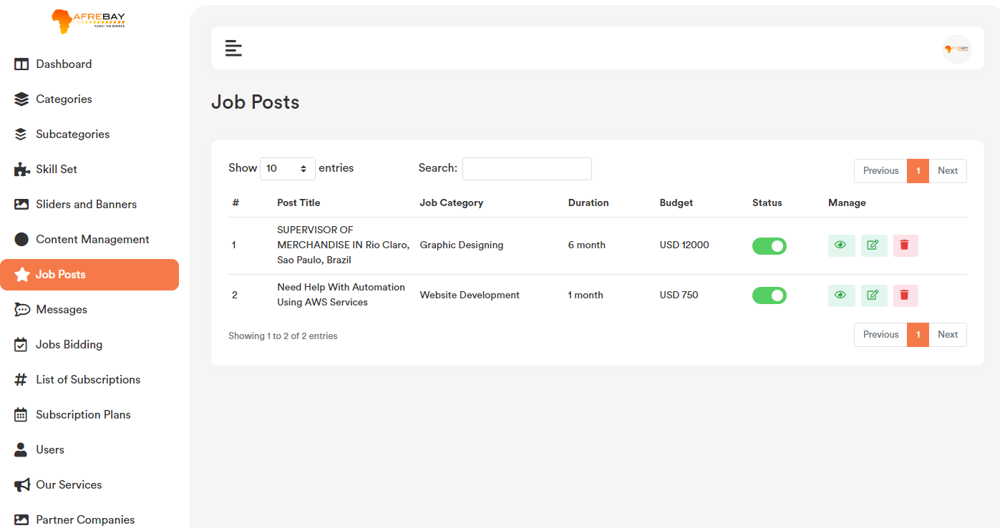 AFREBAY
REACH THE SOURCE
Dashboard
Categories
Subcategories
Skill Set
Sliders and Banners
Content Management
Job Posts
Messages
Jobs Bidding
List of Subscriptions
Subscription Plans
Users
Our Services
Partner Companies
AFREBAY
Job Posts
Show 10 entries
Search:
Previous 1 Next
# Post Title Job Category Duration Budget Status Manage
1 SUPERVISOR OF
MERCHANDISE IN Rio Claro,
Sao Paulo, Brazil
Graphic Designing 6 month USD 12000
2 Need Help With Automation
Using AWS Services
Website Development 1 month USD 750
Showing 1 to 2 of 2 entries
Previous 1 Next